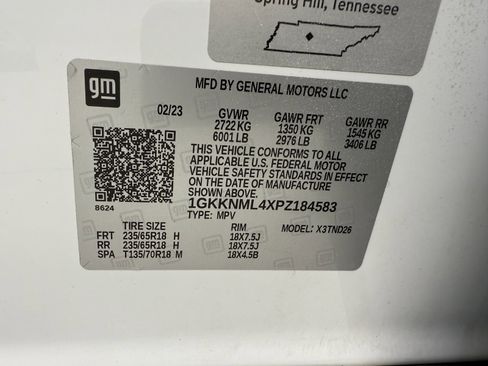 Spring Hill, Tennessee
gm
MFD BY GENERAL MOTORS LLC
02/23 GVWR GAWR FRT GAWR RR
2722 KG 1350 KG 1545 KG
6001 LB 2976 LB 3406 LB
THIS VEHICLE CONFORMS TO ALL
APPLICABLE U.S. FEDERAL MOTOR
VEHICLE SAFETY STANDARDS IN EFFECT
ON THE DATE OF MANUFACTURE
SHOWN ABOVE.
8624
1GKKNML4XPZ184583
TYPE: MPV MODEL: X3TND26
TIRE SIZE RIM
FRT 235/65R18 H 18X7.5J
RR 235/65R18 H 18X7.5J
SPA T135/70R18 M 18X4.5B